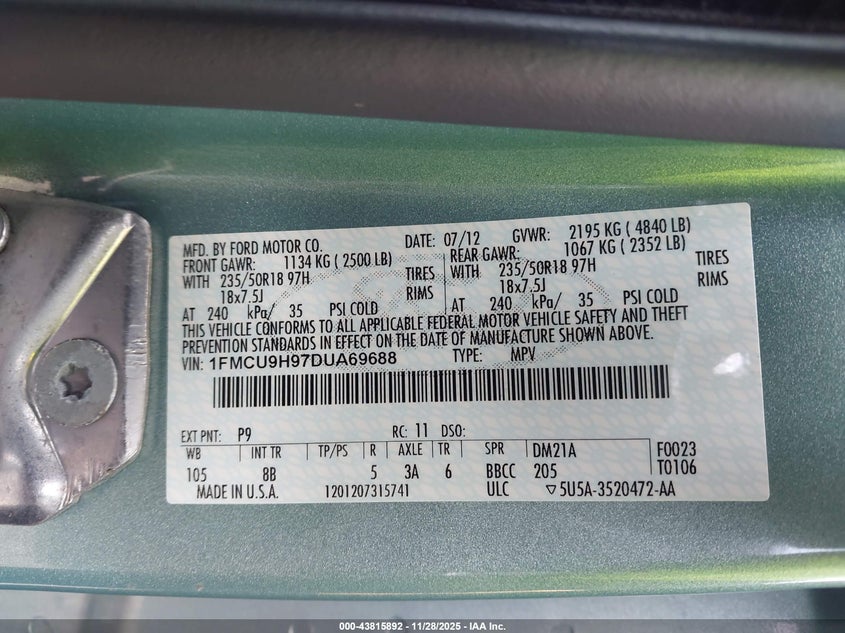 MFD. BY FORD MOTOR CO. DATE: 07/12 GVWR: 2195 KG ( 4840 LB)
FRONT GAWR: 1134 KG ( 2500 LB) REAR GAWR: 1067 KG ( 2352 LB)
WITH 235/50R18 97H TIRES WITH 235/50R18 97H TIRES
18x7.5J RIMS 18x7.5J RIMS
AT 240 kPa/ 35 PSI COLD AT 240 kPa/ 35 PSI COLD
THIS VEHICLE CONFORMS TO ALL APPLICABLE FEDERAL MOTOR VEHICLE SAFETY AND THEFT
PREVENTION STANDARDS IN EFFECT ON THE DATE OF MANUFACTURE SHOWN ABOVE.
VIN: 1FMCU9H97DUA69688 TYPE: MPV
EXT PNT: P9 RC: 11 DSO:
WB INT TR TP/PS R AXLE TR SPR DM21A F0023
105 8B 5 3A 6 BBCC 205 T0106
MADE IN U.S.A. 1201207315741 ULC ▽5U5A-3520472-AA
000-43815892 | 11/28/2025 - IAA Inc.